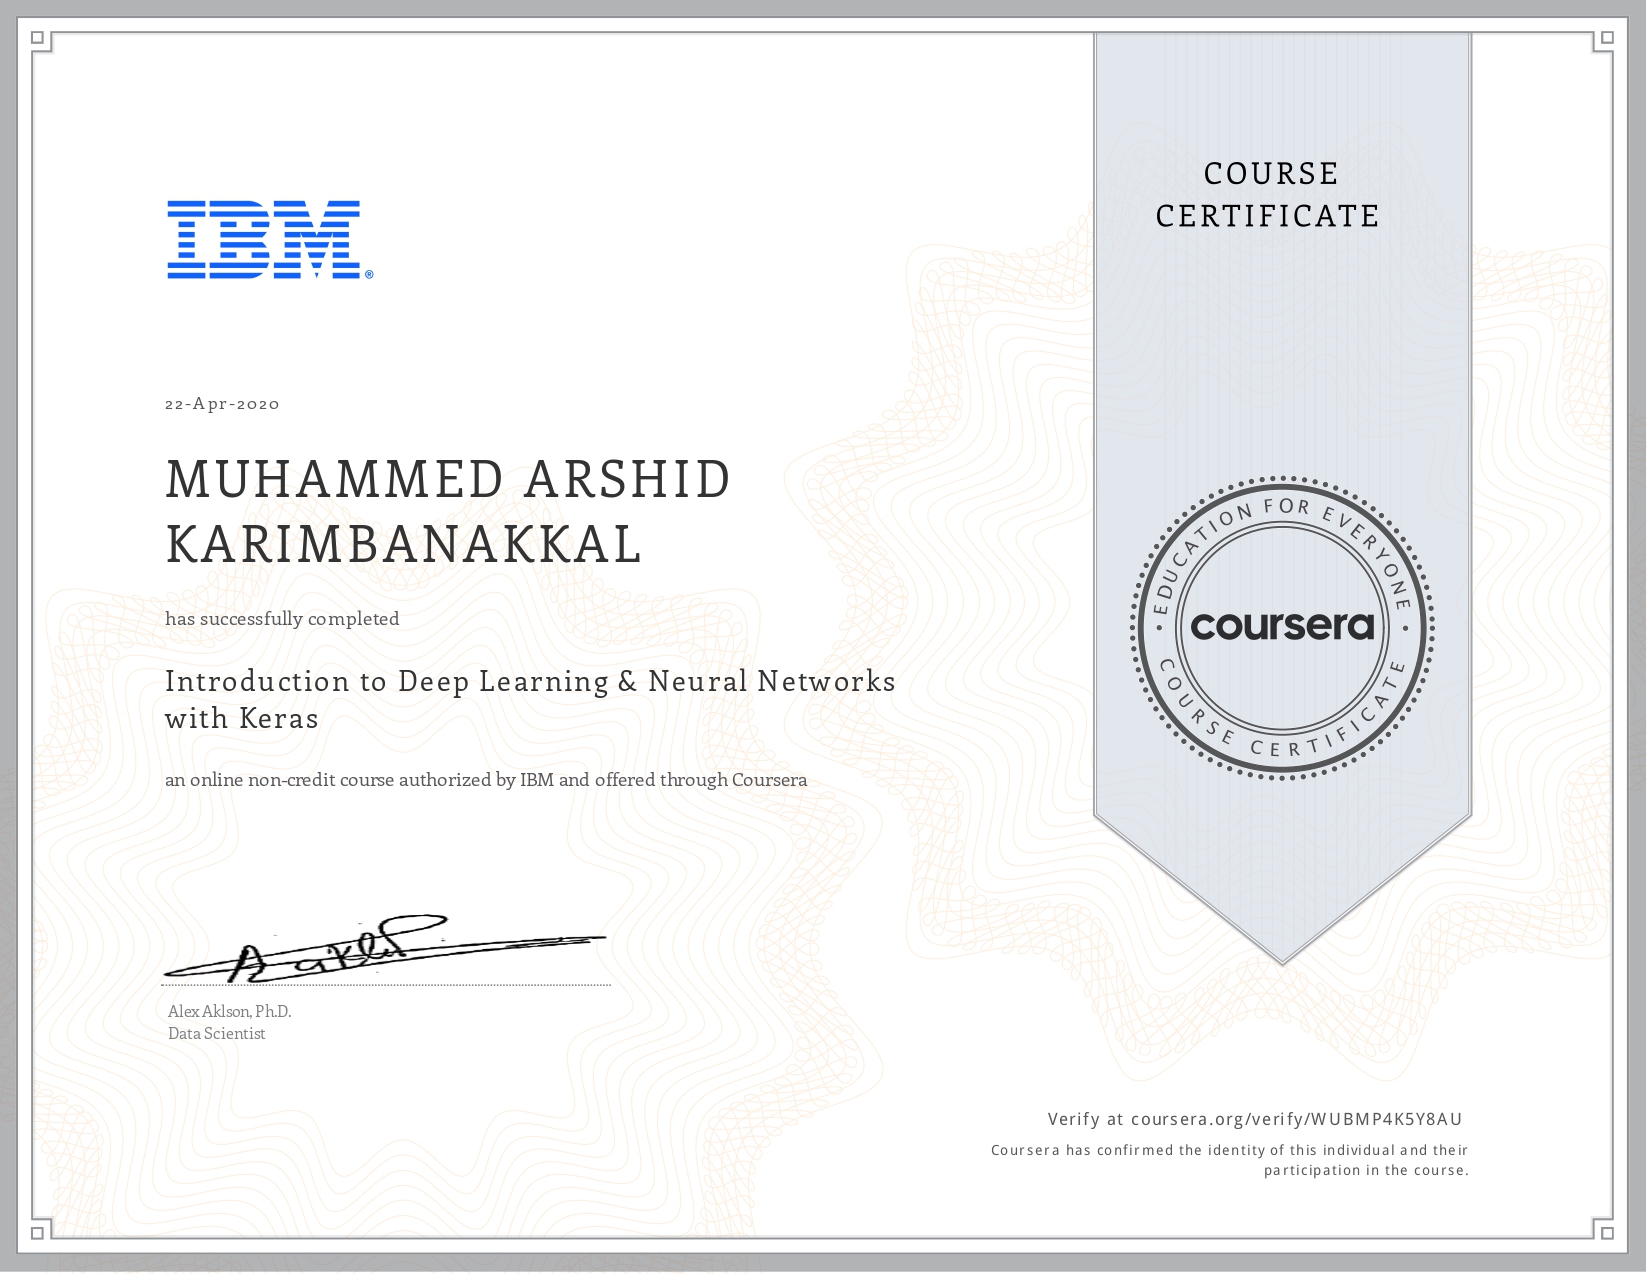 COURSE
CERTIFICATE
IBM®
22-Apr-2020
MUHAMMED ARSHID
KARIMBANAKKAL
has successfully completed
Introduction to Deep Learning & Neural Networks
with Keras
an online non-credit course authorized by IBM and offered through Coursera
EDUCATION FOR EVERYONE
coursera
COURSE CERTIFICATE
Alex Aklson, Ph.D.
Data Scientist
Verify at coursera.org/verify/WUBMP4K5Y8AU
Coursera has confirmed the identity of this individual and their
participation in the course.